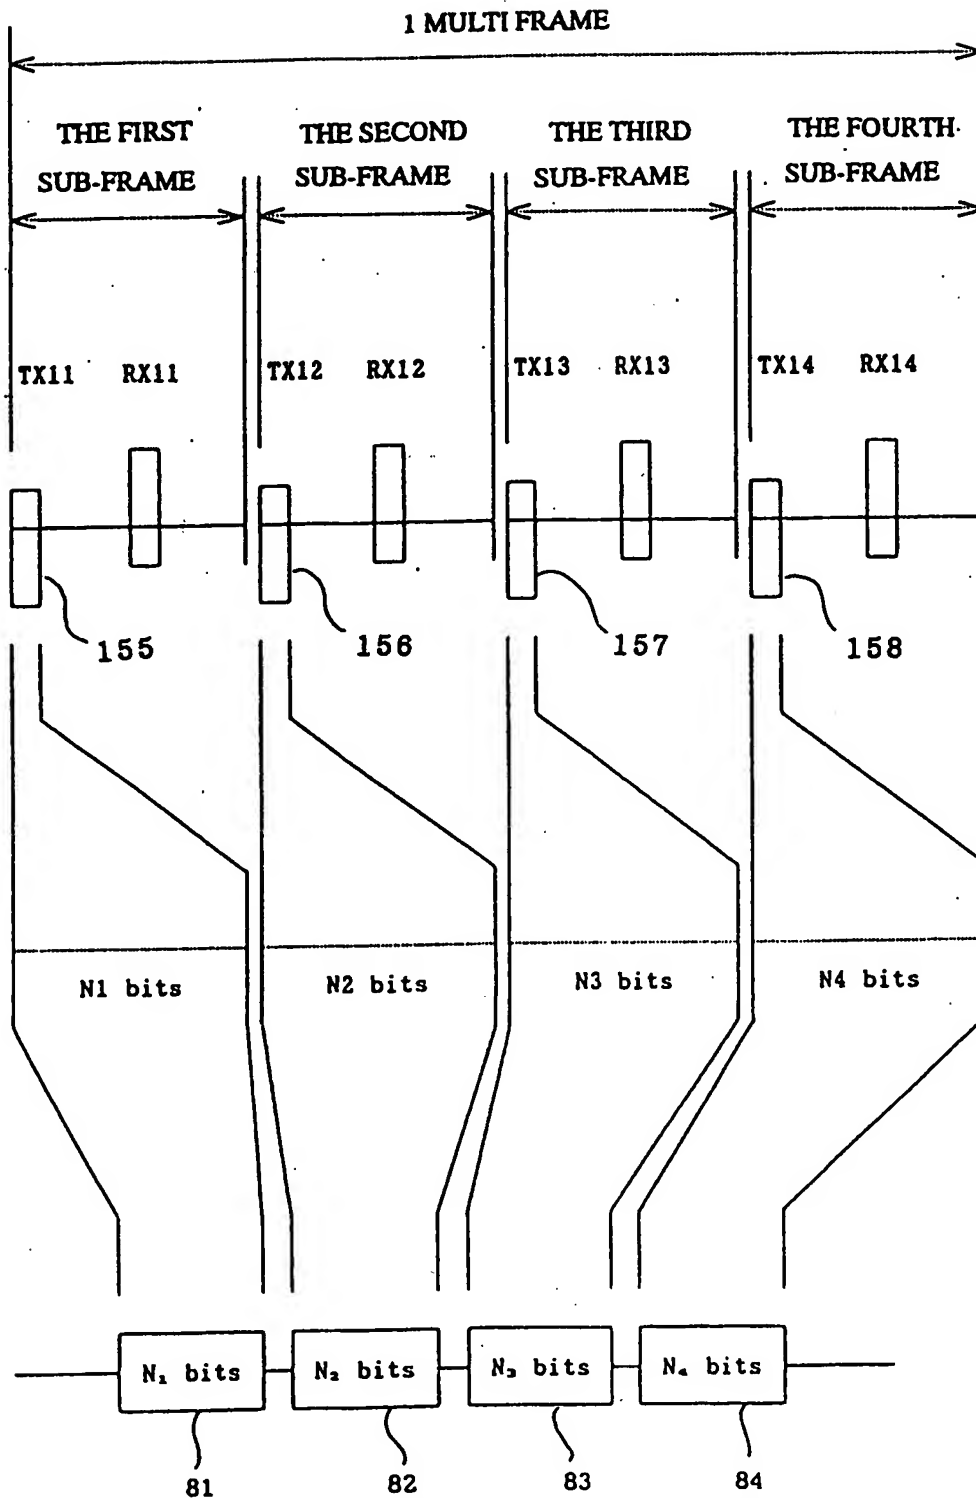 1 MULTI FRAME
THE FIRST
SUB-FRAME
THE SECOND
SUB-FRAME
THE THIRD
SUB-FRAME
THE FOURTH
SUB-FRAME
TX11 RX11 TX12 RX12 TX13 RX13 TX14 RX14
155 156 157 158
N1 bits N2 bits N3 bits N4 bits
N₁ bits N₂ bits N₃ bits N₄ bits
81 82 83 84